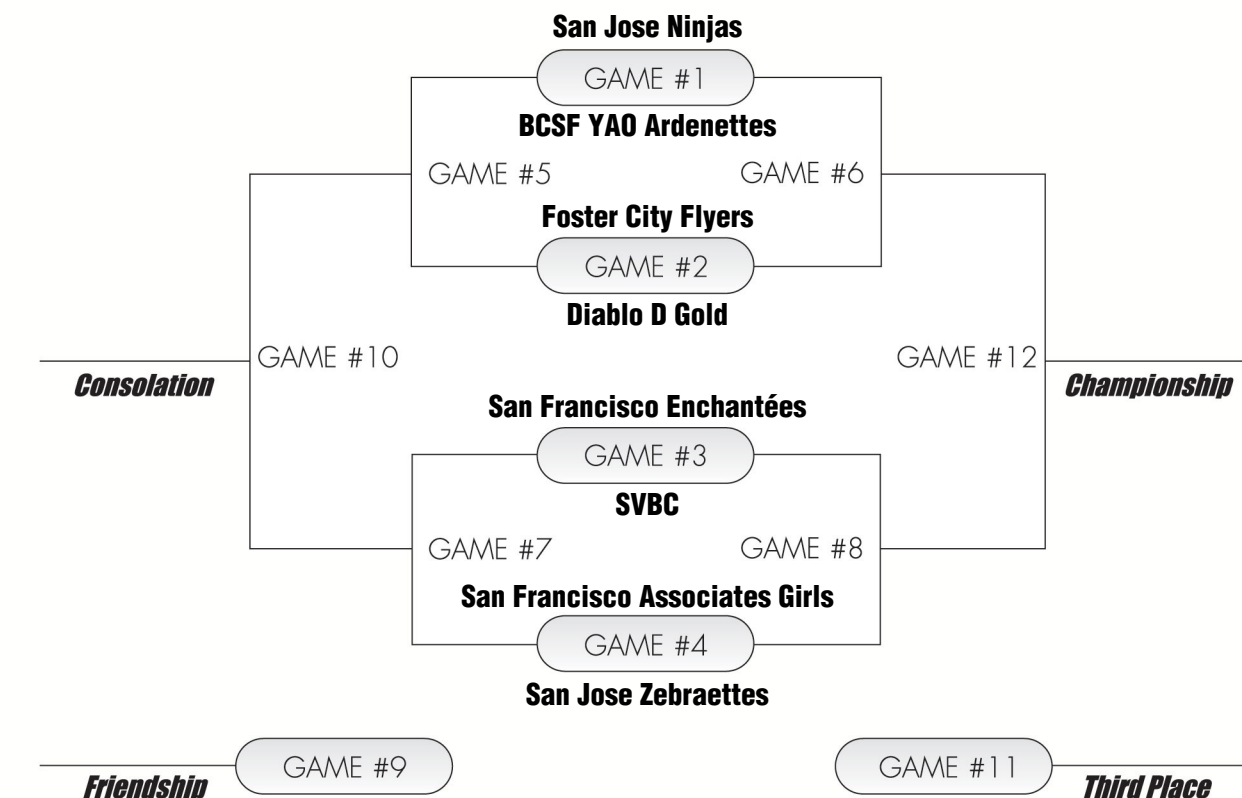 San Jose Ninjas
GAME #1
BCSF YAO Ardenettes
GAME #5
GAME #6
Foster City Flyers
GAME #2
Diablo D Gold
GAME #10
GAME #12
Consolation
Championship
San Francisco Enchantées
GAME #3
SVBC
GAME #7
GAME #8
San Francisco Associates Girls
GAME #4
San Jose Zebraettes
GAME #9
GAME #11
Friendship
Third Place